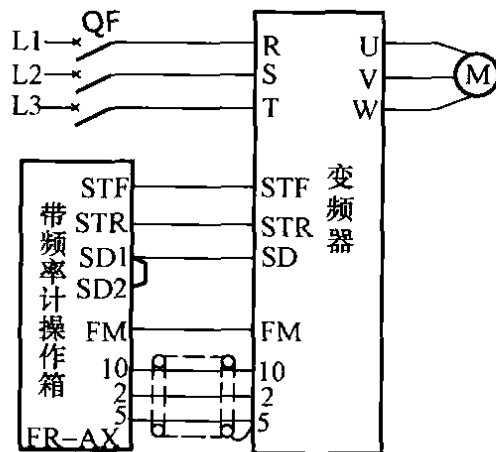 QF
L1 R U
L2 S V M
L3 T W
变频器
带频率计操作箱
STF STF
STR STR
SD1 SD
SD2
FM FM
10 10
2 2
5 5
FR-AX